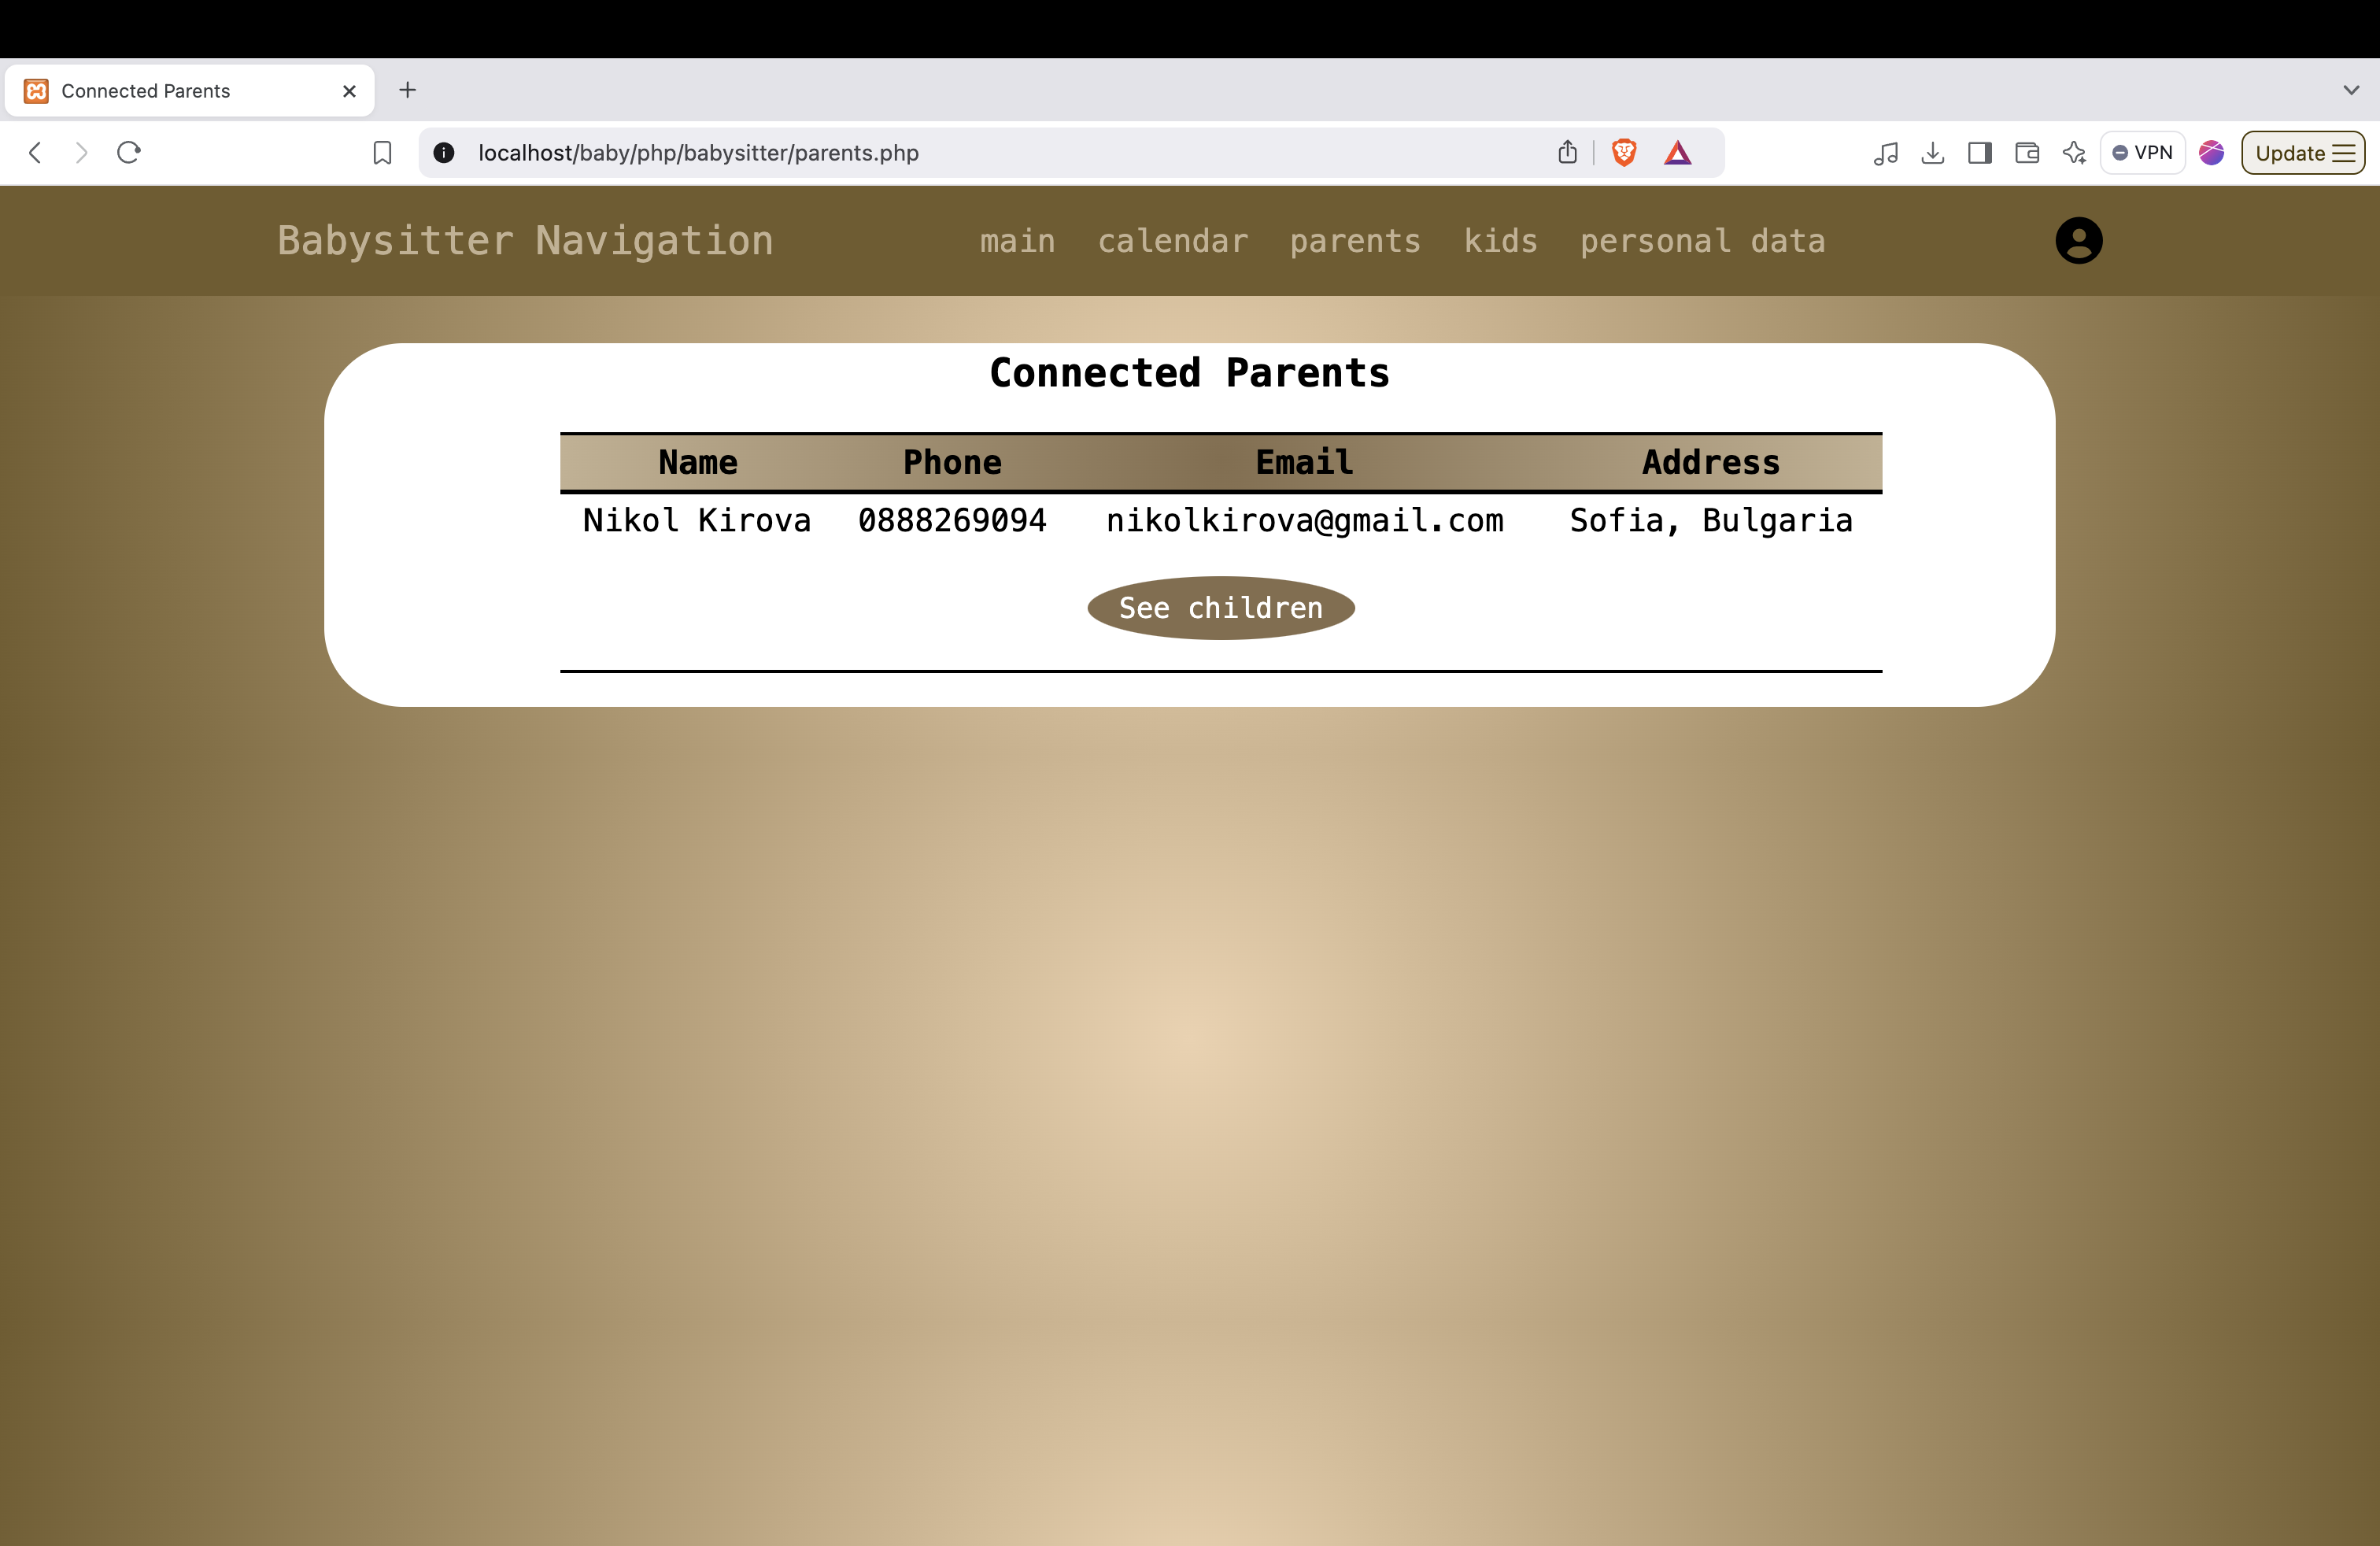 Connected Parents
localhost/baby/php/babysitter/parents.php
VPN
Update
Babysitter Navigation main calendar parents kids personal data
Connected Parents
Name Phone Email Address
Nikol Kirova 0888269094 nikolkirova@gmail.com Sofia, Bulgaria
See children